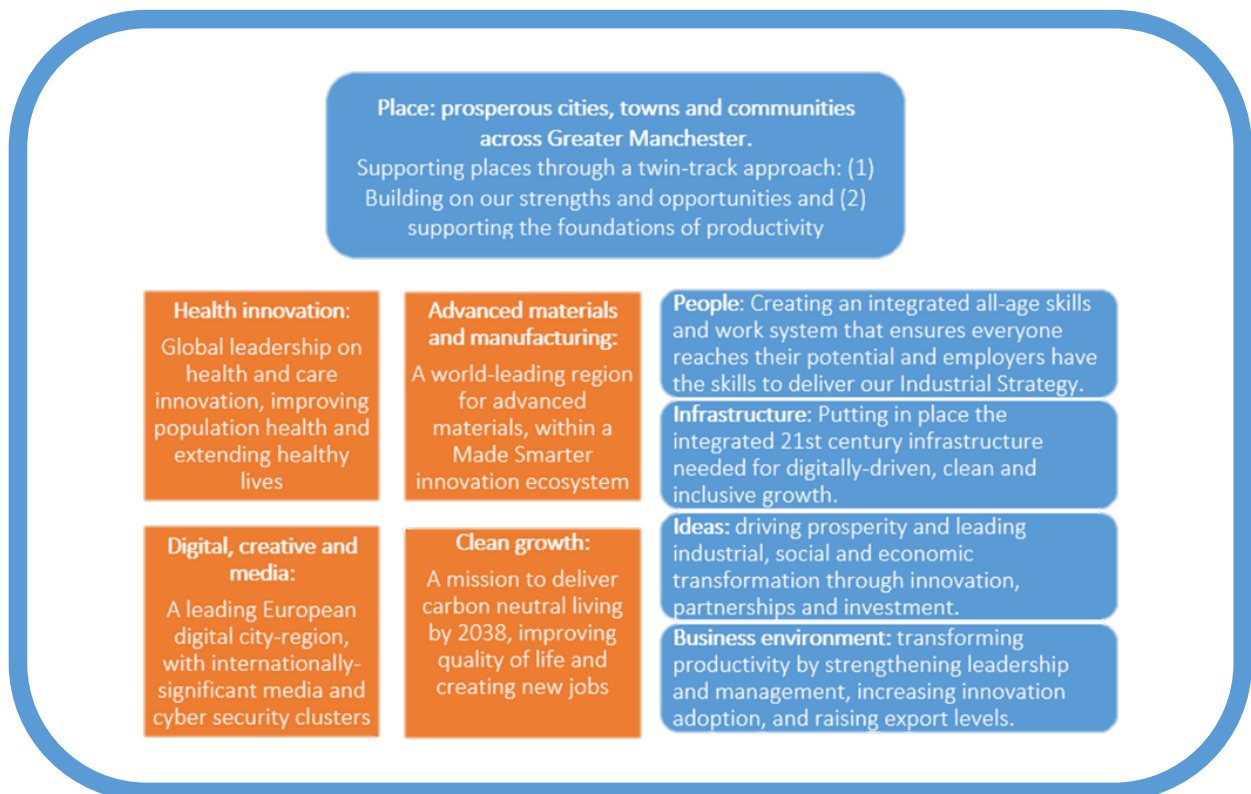 Place: prosperous cities, towns and communities
across Greater Manchester.
Supporting places through a twin-track approach: (1)
Building on our strengths and opportunities and (2)
supporting the foundations of productivity
Health innovation:
Global leadership on
health and care
innovation, improving
population health and
extending healthy
lives
Advanced materials
and manufacturing:
A world-leading region
for advanced
materials, within a
Made Smarter
innovation ecosystem
Digital, creative and
media:
A leading European
digital city-region,
with internationally-
significant media and
cyber security clusters
Clean growth:
A mission to deliver
carbon neutral living
by 2038, improving
quality of life and
creating new jobs
People: Creating an integrated all-age skills
and work system that ensures everyone
reaches their potential and employers have
the skills to deliver our Industrial Strategy.
Infrastructure: Putting in place the
integrated 21st century infrastructure
needed for digitally-driven, clean and
inclusive growth.
Ideas: driving prosperity and leading
industrial, social and economic
transformation through innovation,
partnerships and investment.
Business environment: transforming
productivity by strengthening leadership
and management, increasing innovation
adoption, and raising export levels.